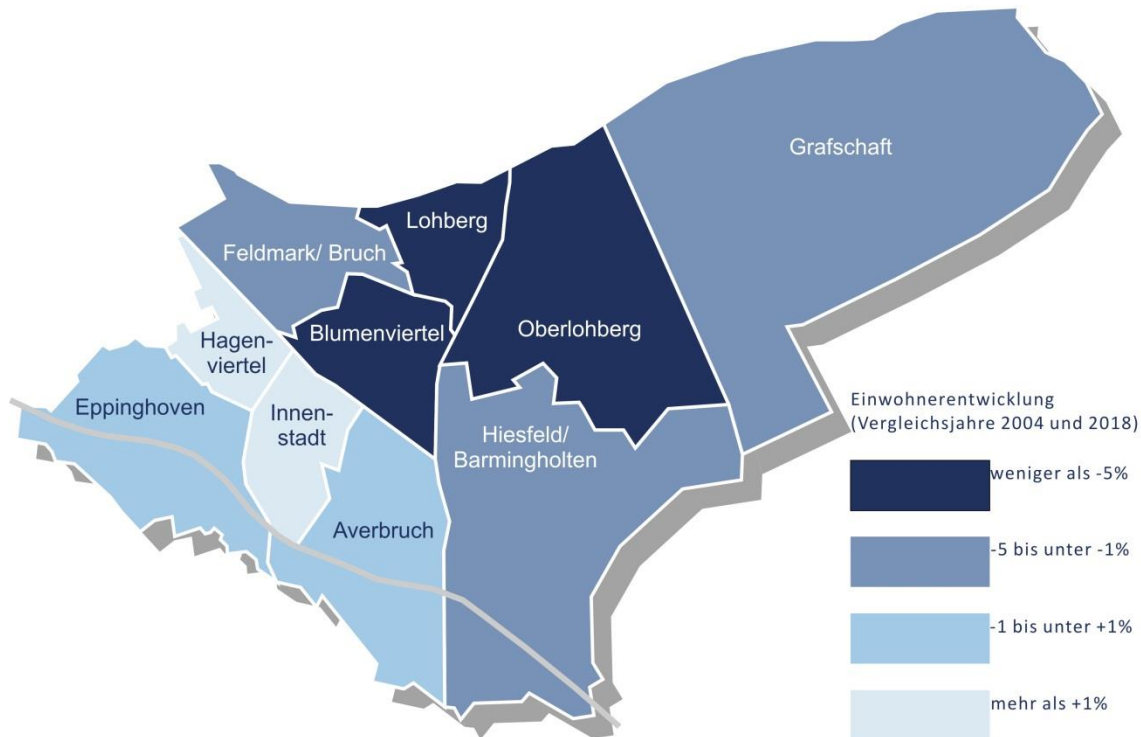 Grafschaft
Lohberg
Feldmark/ Bruch
Blumenviertel
Oberlohberg
Hagen-
viertel
Eppinghoven
Innen-
stadt
Hiesfeld/
Barmingholten
Averbruch
Einwohnerentwicklung
(Vergleichsjahre 2004 und 2018)
weniger als -5%
-5 bis unter -1%
-1 bis unter +1%
mehr als +1%